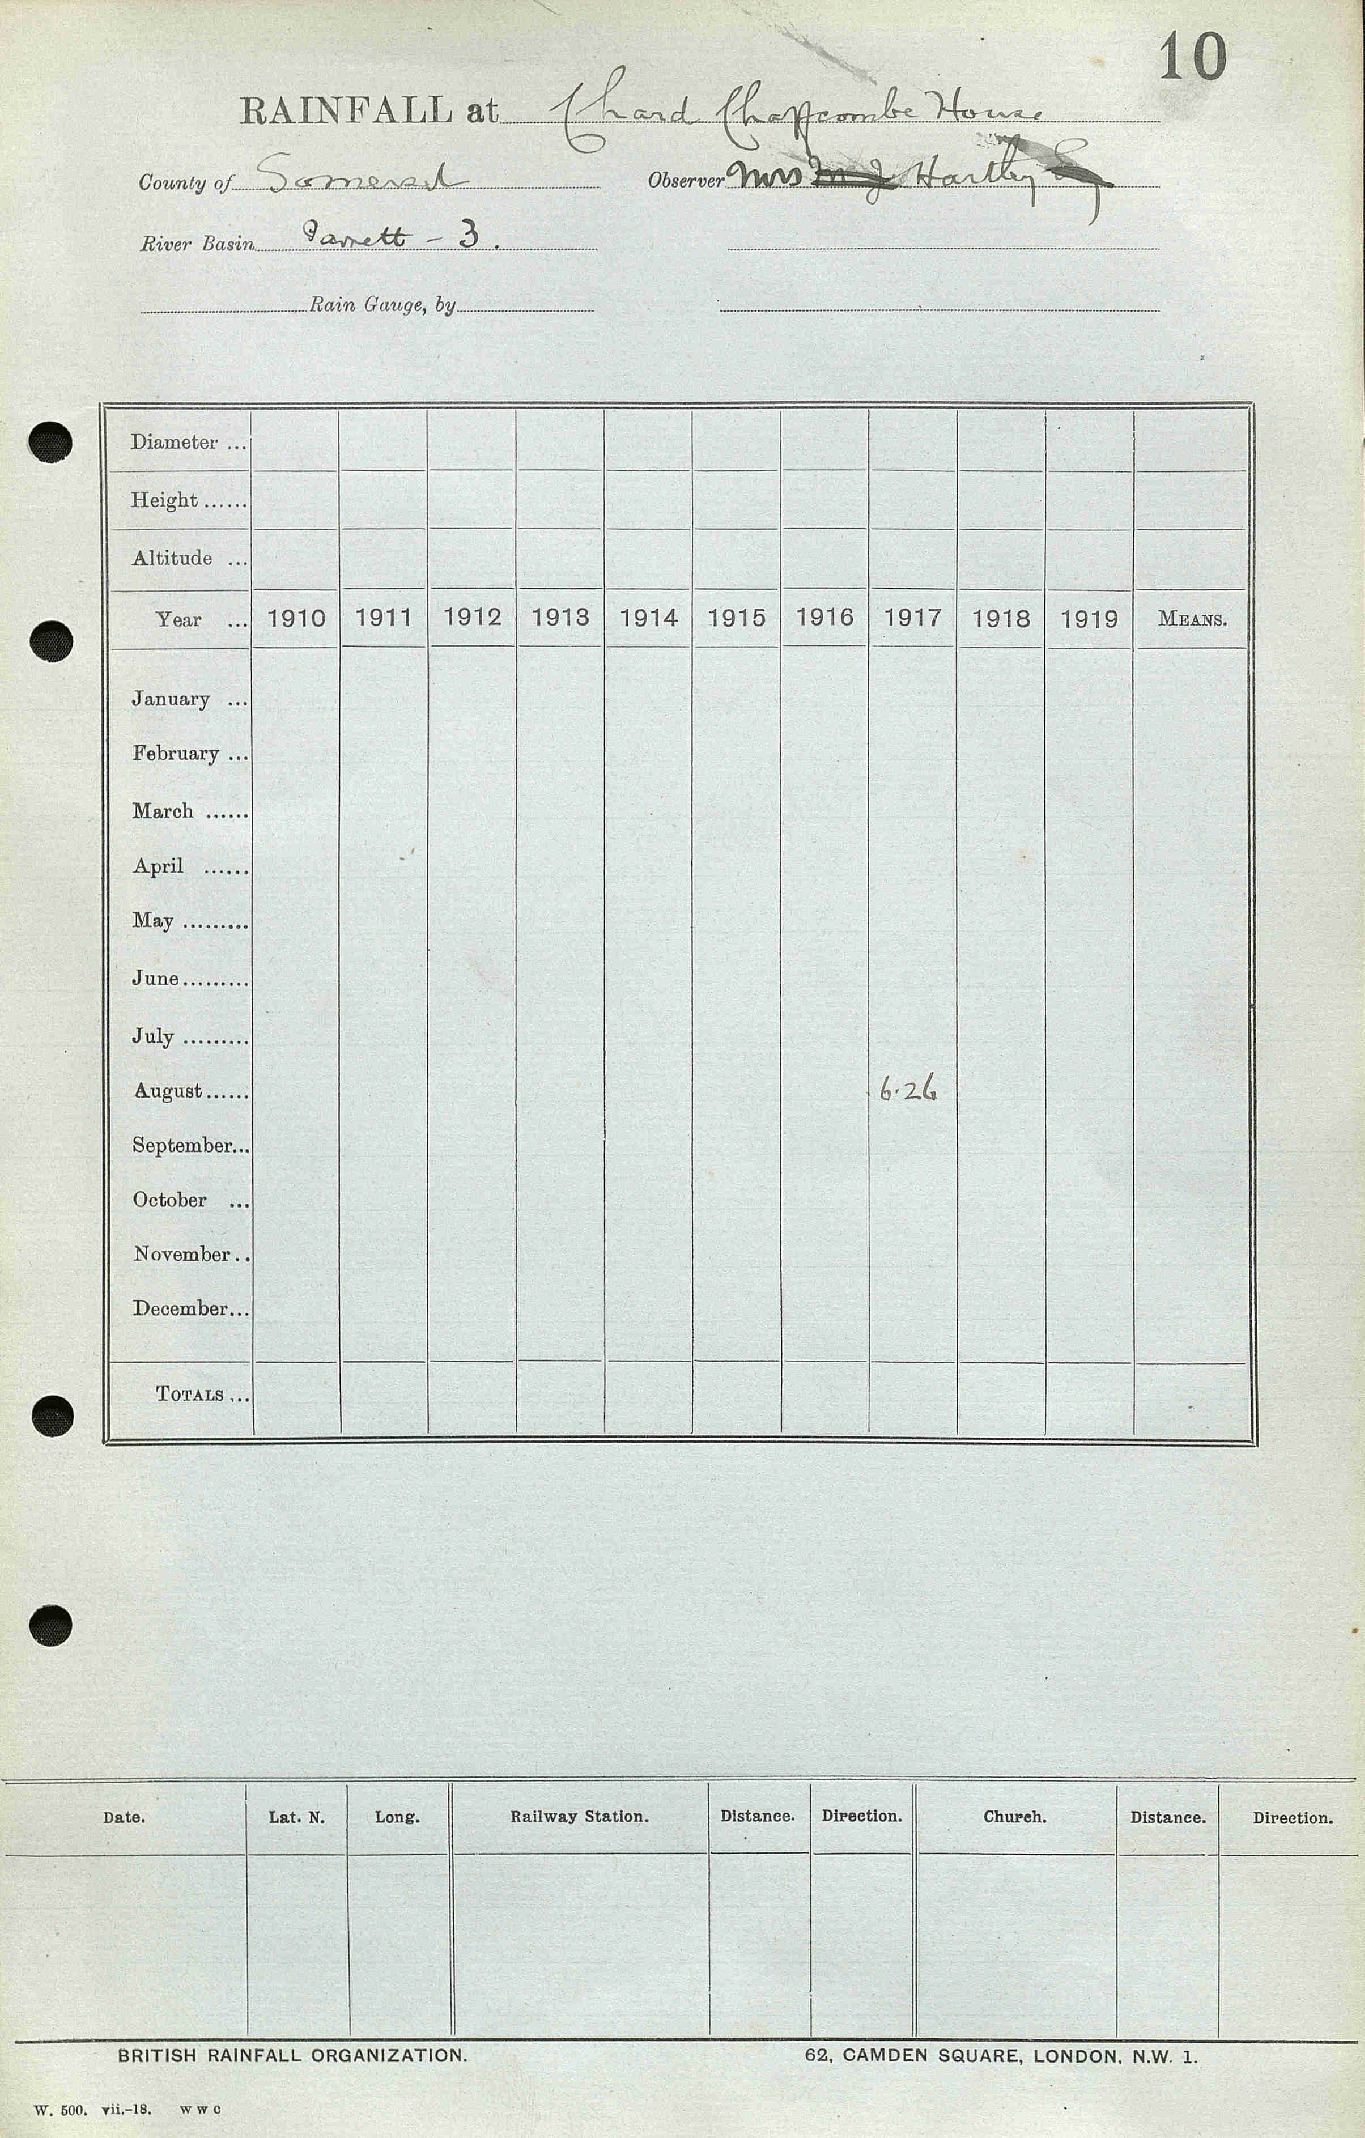 10
RAINFALL at Chard Chaffcombe House
County of Somerset Observer Mrs Hartley
River Basin Parrett - 3.
Rain Gauge, by
Diameter ...
Height ......
Altitude ...
Year ... 1910 1911 1912 1913 1914 1915 1916 1917 1918 1919 MEANS.
January ...
February ...
March ......
April ......
May .........
June.........
July .........
August...... 6.26
September...
October ...
November..
December...
TOTALS ...
Date. Lat. N. Long. Railway Station. Distance. Direction. Church. Distance. Direction.
BRITISH RAINFALL ORGANIZATION. 62, CAMDEN SQUARE, LONDON, N.W. 1.
W. 500. vii.-18. W W C